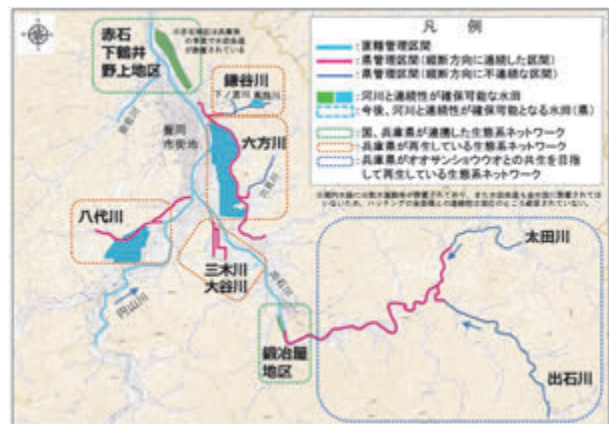 凡 例
：直轄管理区間
：県管理区間（縦断方向に連続した区間）
：県管理区間（縦断方向に不連続な区間）
：河川と連続性が確保可能な水田
：今後、河川と連続性が確保可能となる水田（県）
：国、兵庫県が連携した生態系ネットワーク
：兵庫県が再生している生態系ネットワーク
：兵庫県がオオサンショウウオとの共生を目指
して再生している生態系ネットワーク
赤石
下鶴井
野上地区
鎌谷川
豊岡
市街地
六方川
八代川
三木川
大谷川
円山川
出石川
鍛冶屋
地区
太田川
出石川